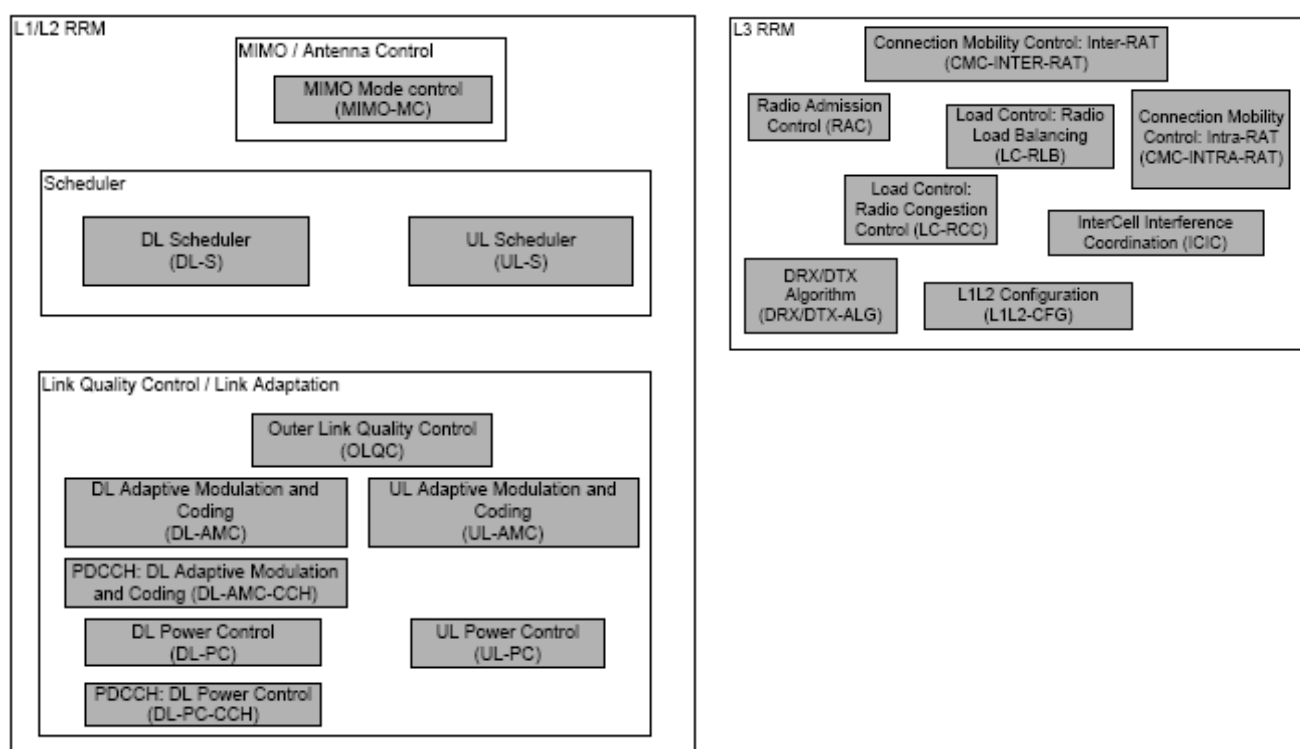 L1/L2 RRM
MIMO / Antenna Control
MIMO Mode control
(MIMO-MC)
Scheduler
DL Scheduler
(DL-S)
UL Scheduler
(UL-S)
Link Quality Control / Link Adaptation
Outer Link Quality Control
(OLQC)
DL Adaptive Modulation and
Coding
(DL-AMC)
UL Adaptive Modulation and
Coding
(UL-AMC)
PDCCH: DL Adaptive Modulation
and Coding (DL-AMC-CCH)
DL Power Control
(DL-PC)
UL Power Control
(UL-PC)
PDCCH: DL Power Control
(DL-PC-CCH)
L3 RRM
Connection Mobility Control: Inter-RAT
(CMC-INTER-RAT)
Radio Admission
Control (RAC)
Load Control: Radio
Load Balancing
(LC-RLB)
Connection Mobility
Control: Intra-RAT
(CMC-INTRA-RAT)
Load Control:
Radio Congestion
Control (LC-RCC)
InterCell Interference
Coordination (ICIC)
DRX/DTX
Algorithm
(DRX/DTX-ALG)
L1L2 Configuration
(L1L2-CFG)